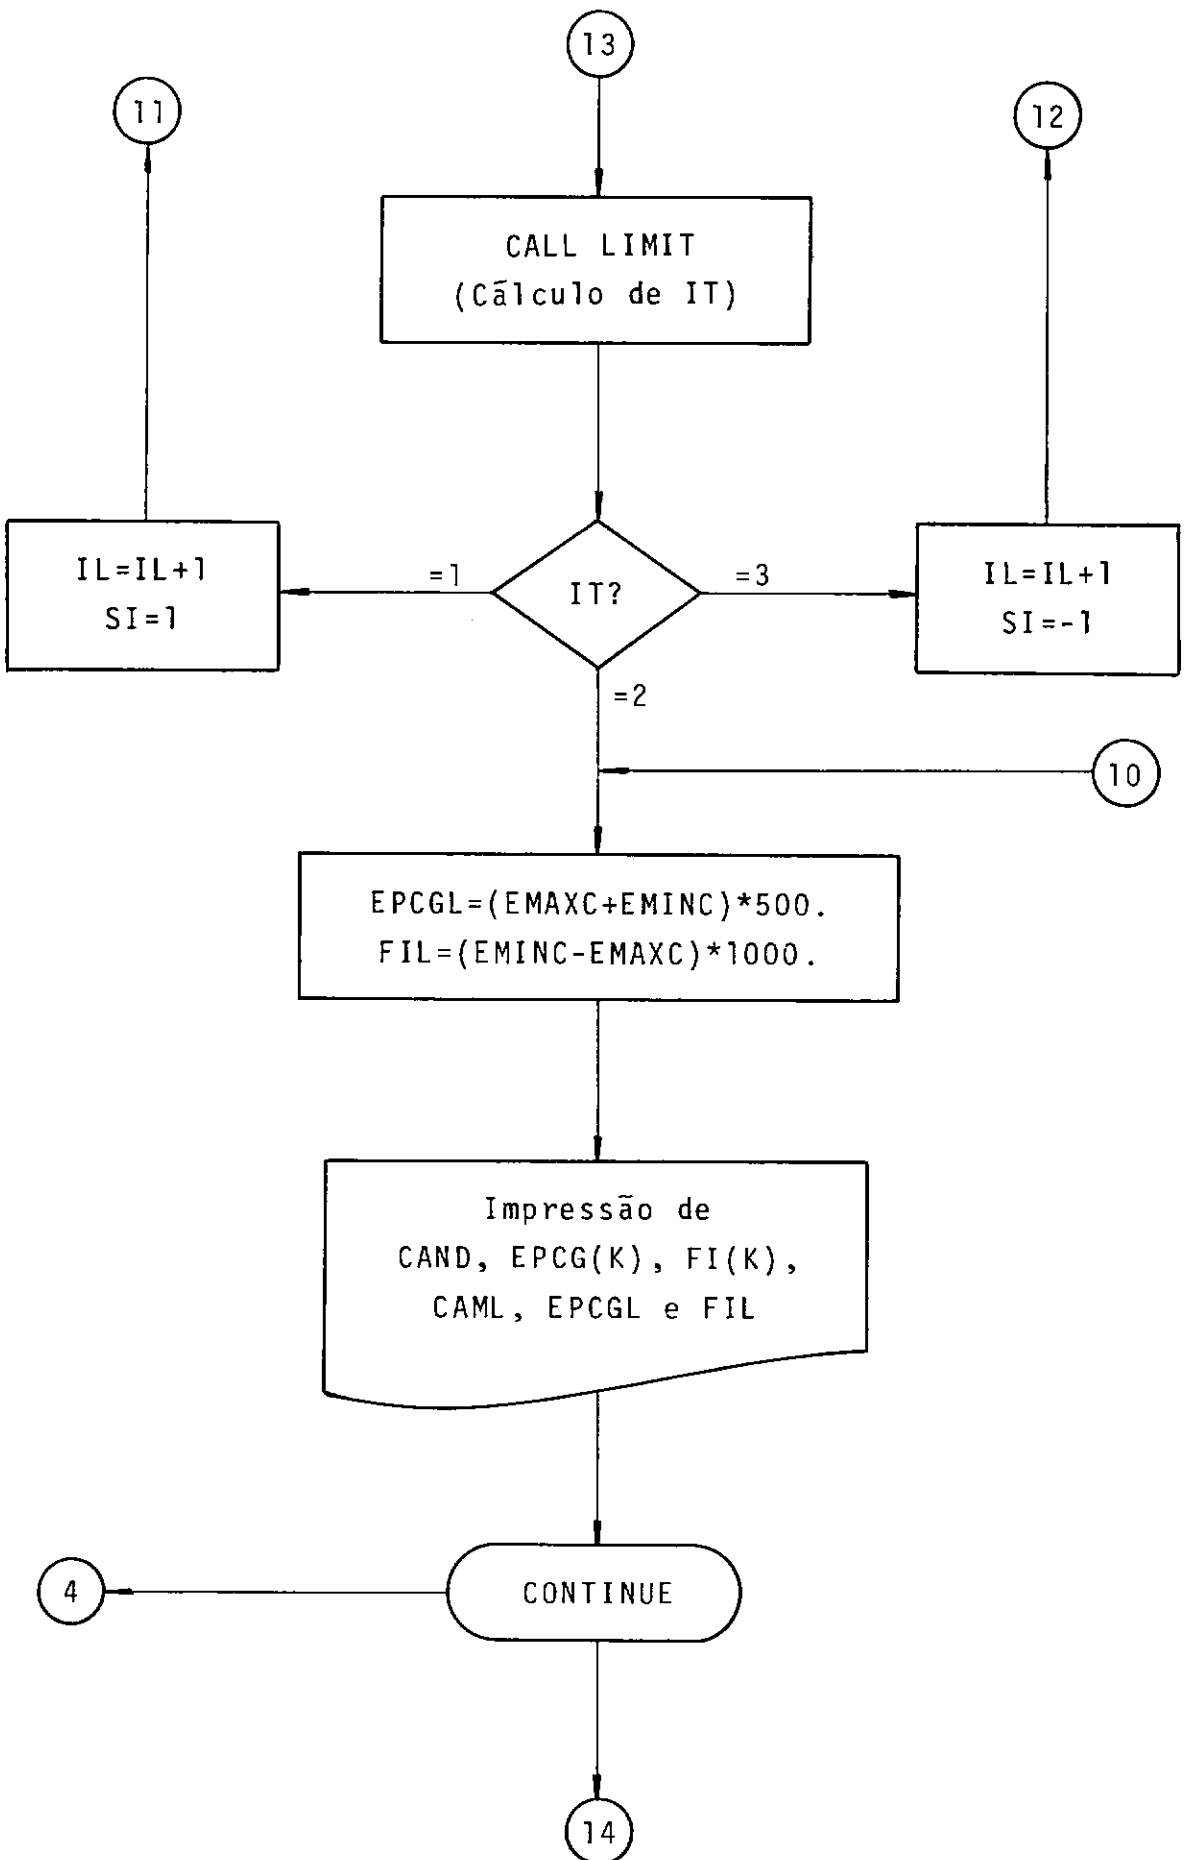 13
11
12
CALL LIMIT
(Cãlculo de IT)
IL=IL+1
SI=1
=1
IT?
=3
IL=IL+1
SI=-1
=2
10
EPCGL=(EMAXC+EMINC)*500.
FIL=(EMINC-EMAXC)*1000.
Impressão de
CAND, EPCG(K), FI(K),
CAML, EPCGL e FIL
4
CONTINUE
14